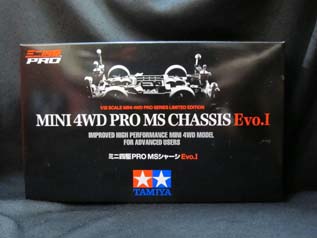 ミニ四駆
PRO
1/32 SCALE MINI 4WD PRO SERIES LIMITED EDITION
MINI 4WD PRO MS CHASSIS Evo.I
IMPROVED HIGH PERFORMANCE MINI 4WD MODEL
FOR ADVANCED USERS
ミニ四駆PRO MSシャーシ Evo.I
TAMIYA